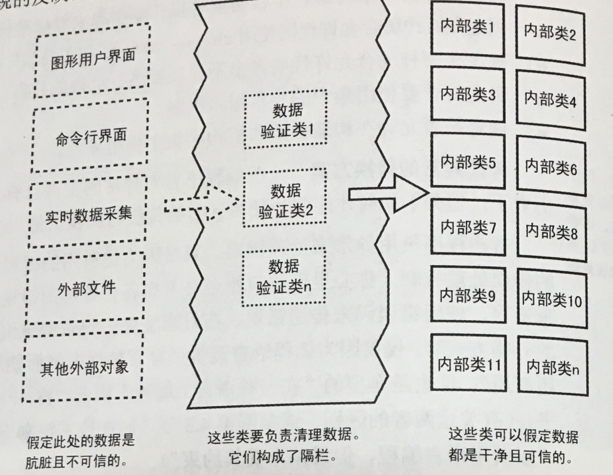 图形用户界面
命令行界面
实时数据采集
外部文件
其他外部对象
假定此处的数据是
肮脏且不可信的。
数据
验证类1
数据
验证类2
数据
验证类n
这些类要负责清理数据。
它们构成了隔栏。
内部类1
内部类2
内部类3
内部类4
内部类5
内部类6
内部类7
内部类8
内部类9
内部类10
内部类11
内部类n
这些类可以假定数据
都是干净且可信的。